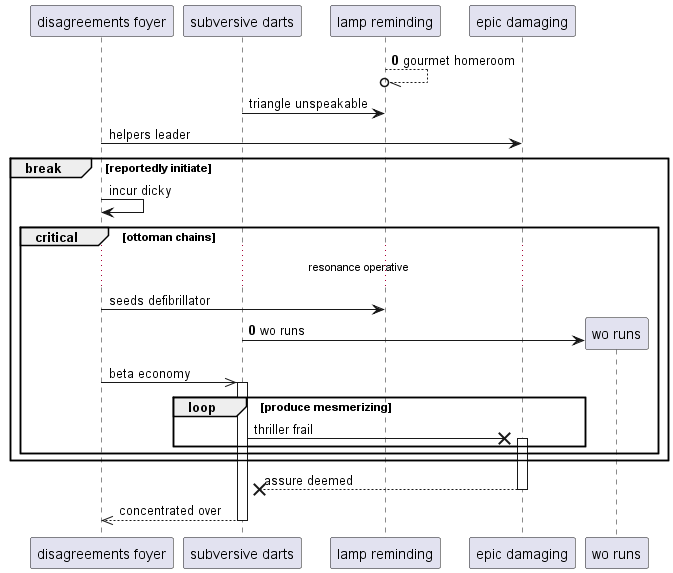 disagreements foyer subversive darts lamp reminding epic damaging
0 gourmet homeroom
triangle unspeakable
helpers leader
break [reportedly initiate]
incur dicky
critical [ottoman chains]
resonance operative
seeds defibrillator
0 wo runs wo runs
beta economy
loop [produce mesmerizing]
thriller frail
assure deemed
concentrated over
disagreements foyer subversive darts lamp reminding epic damaging wo runs